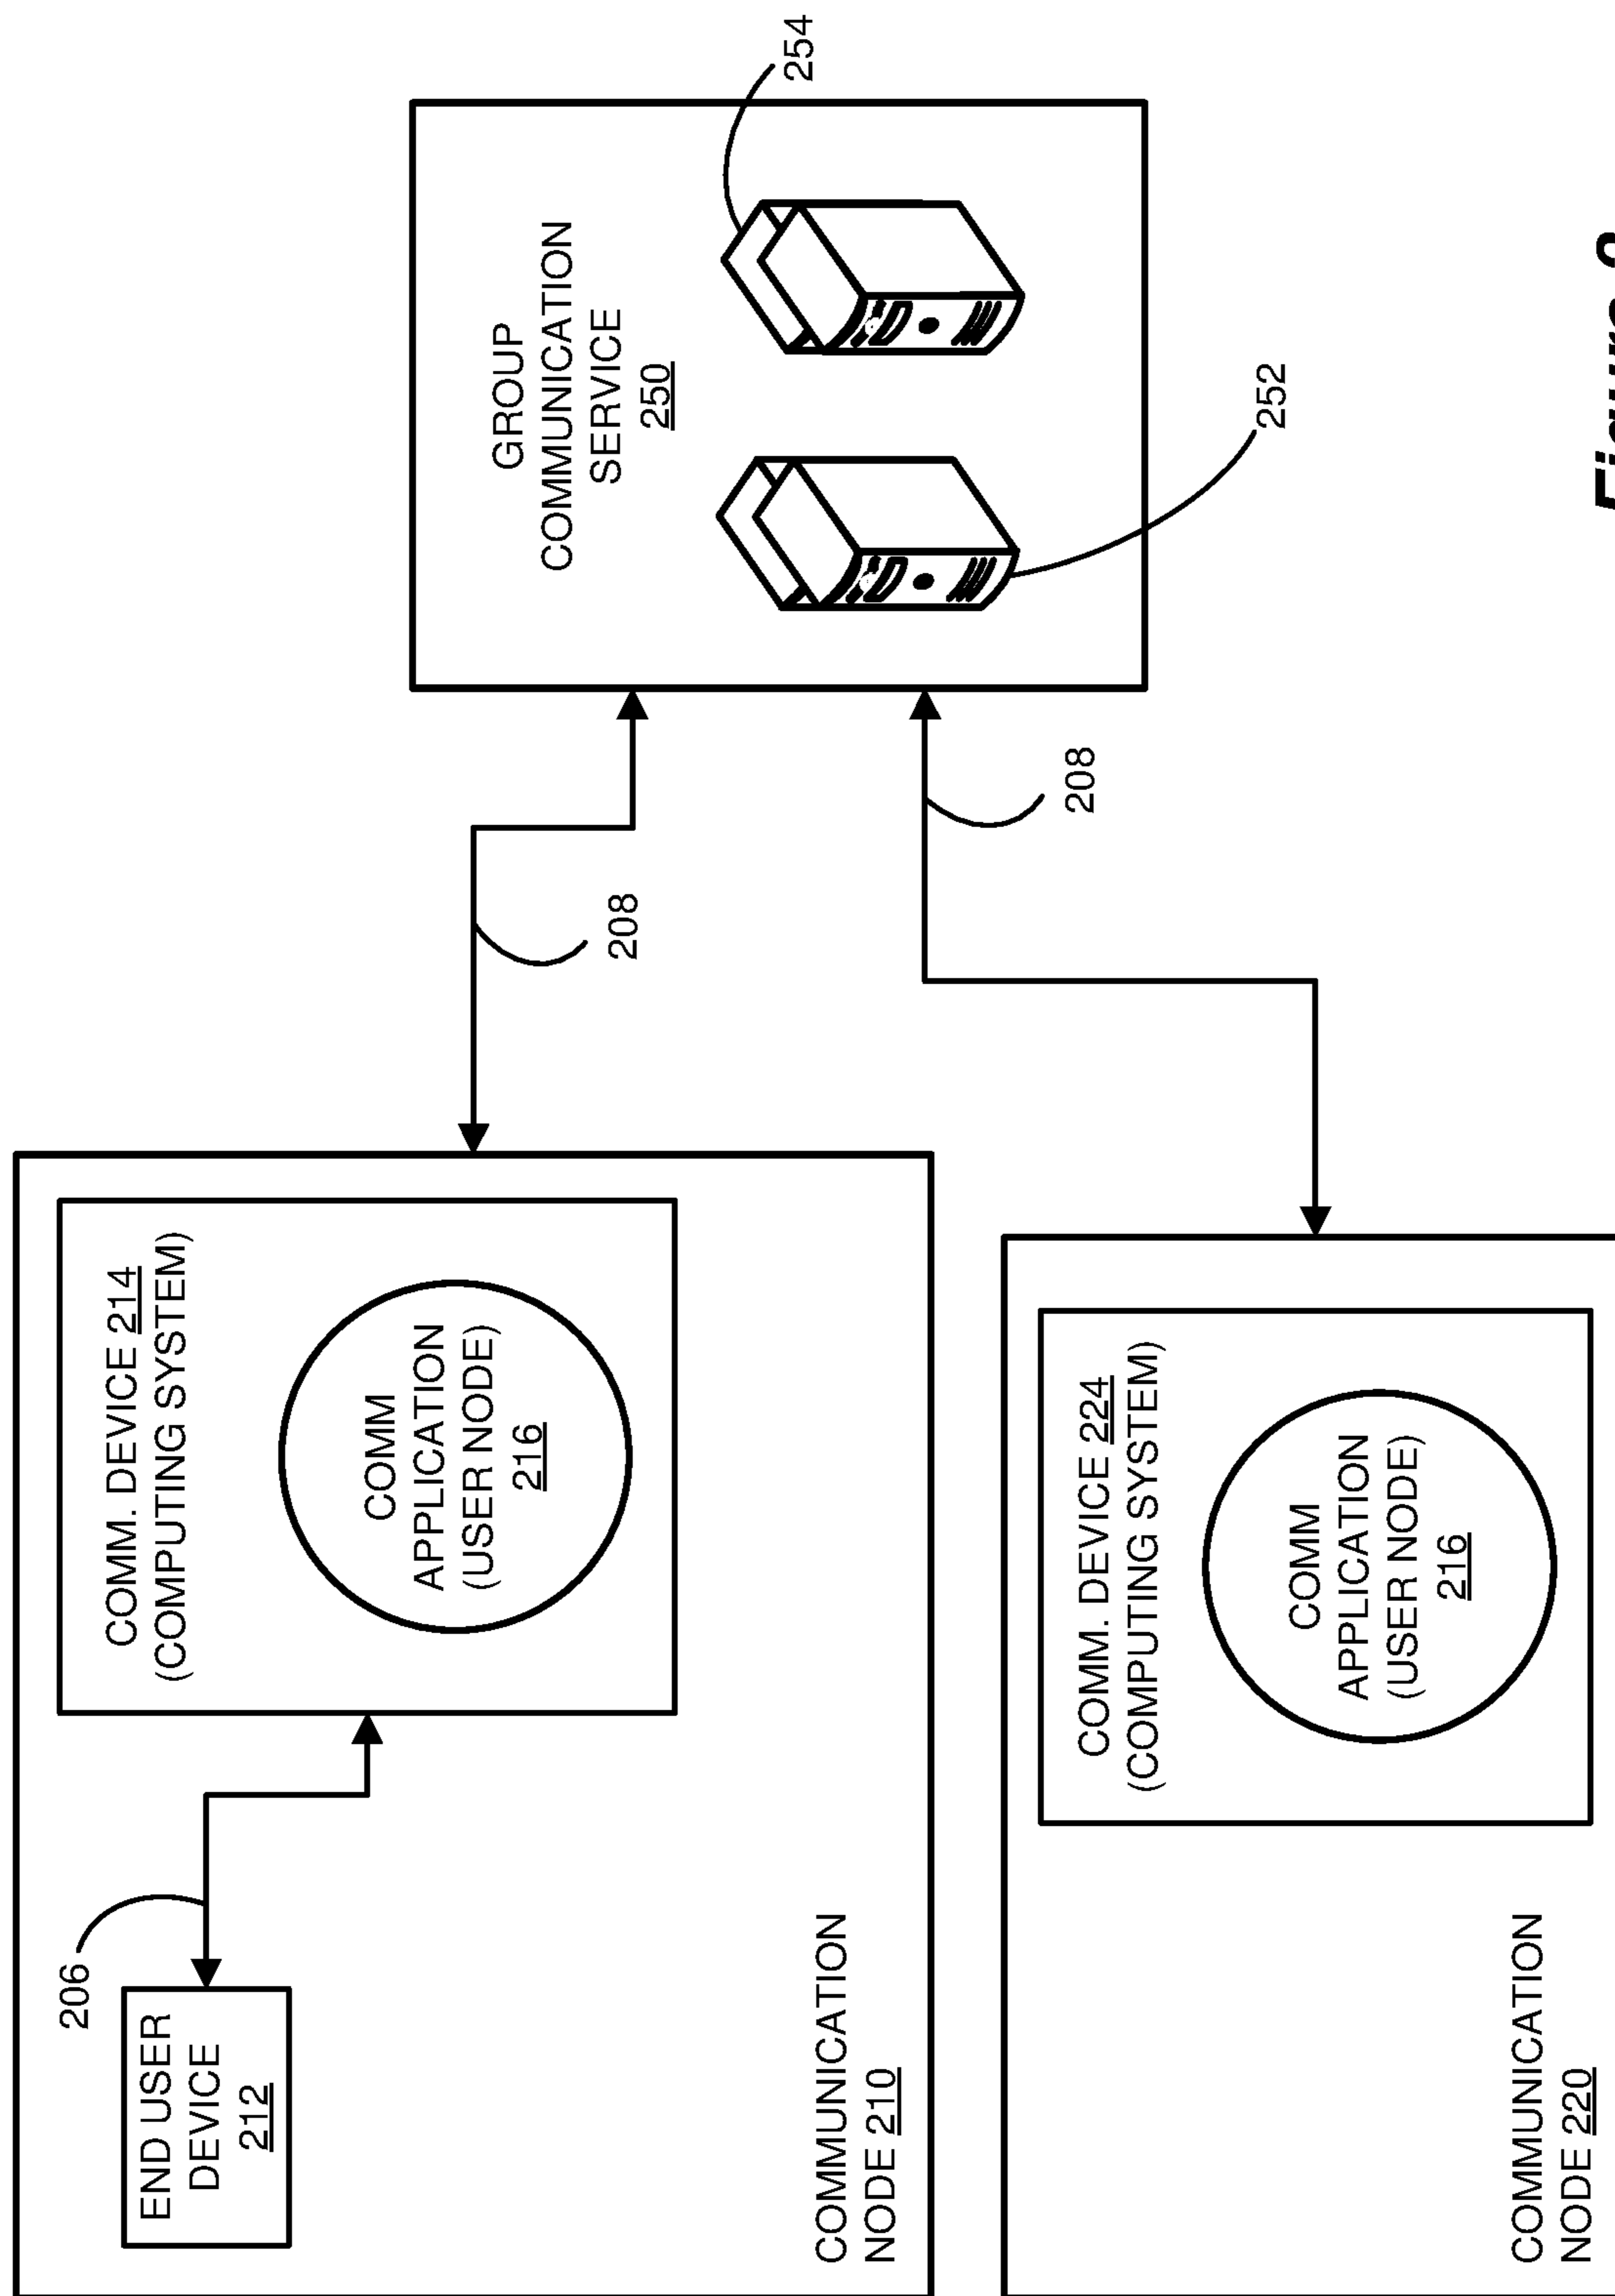 END USER
DEVICE
212
206
COMM. DEVICE 214
(COMPUTING SYSTEM)
COMM
APPLICATION
(USER NODE)
216
COMMUNICATION
NODE 210
208
GROUP
COMMUNICATION
SERVICE
250
254
252
208
COMM. DEVICE 224
(COMPUTING SYSTEM)
COMM
APPLICATION
(USER NODE)
216
COMMUNICATION
NODE 220
Figure